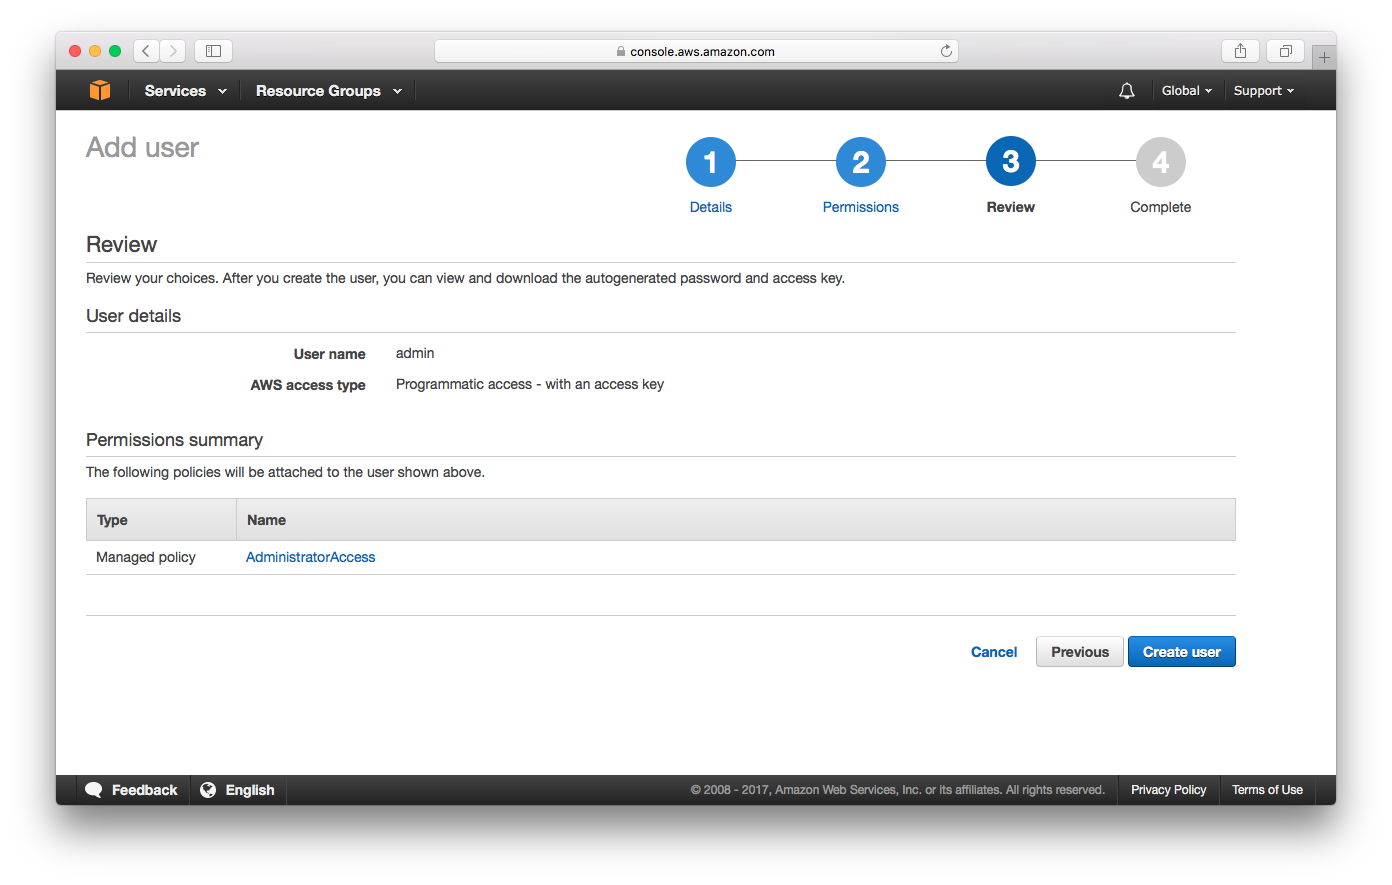 console.aws.amazon.com
Services Resource Groups Global Support
Add user
1 2 3 4
Details Permissions Review Complete
Review
Review your choices. After you create the user, you can view and download the autogenerated password and access key.
User details
User name admin
AWS access type Programmatic access - with an access key
Permissions summary
The following policies will be attached to the user shown above.
Type Name
Managed policy AdministratorAccess
Cancel Previous Create user
Feedback English © 2008 - 2017, Amazon Web Services, Inc. or its affiliates. All rights reserved. Privacy Policy Terms of Use